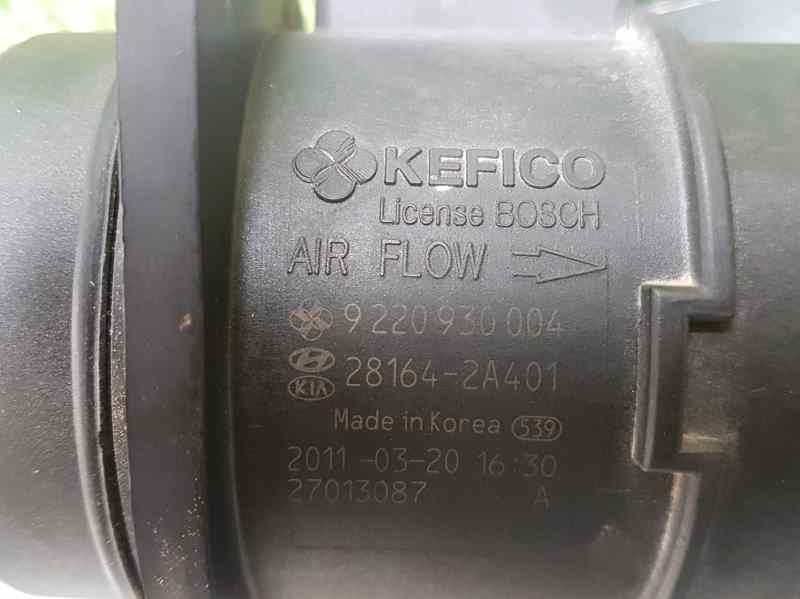 KEFICO
License BOSCH
AIR FLOW
9 220 930 004
28164-2A401
KIA
Made in Korea 539
2011-03-20 16:30
27013087 A